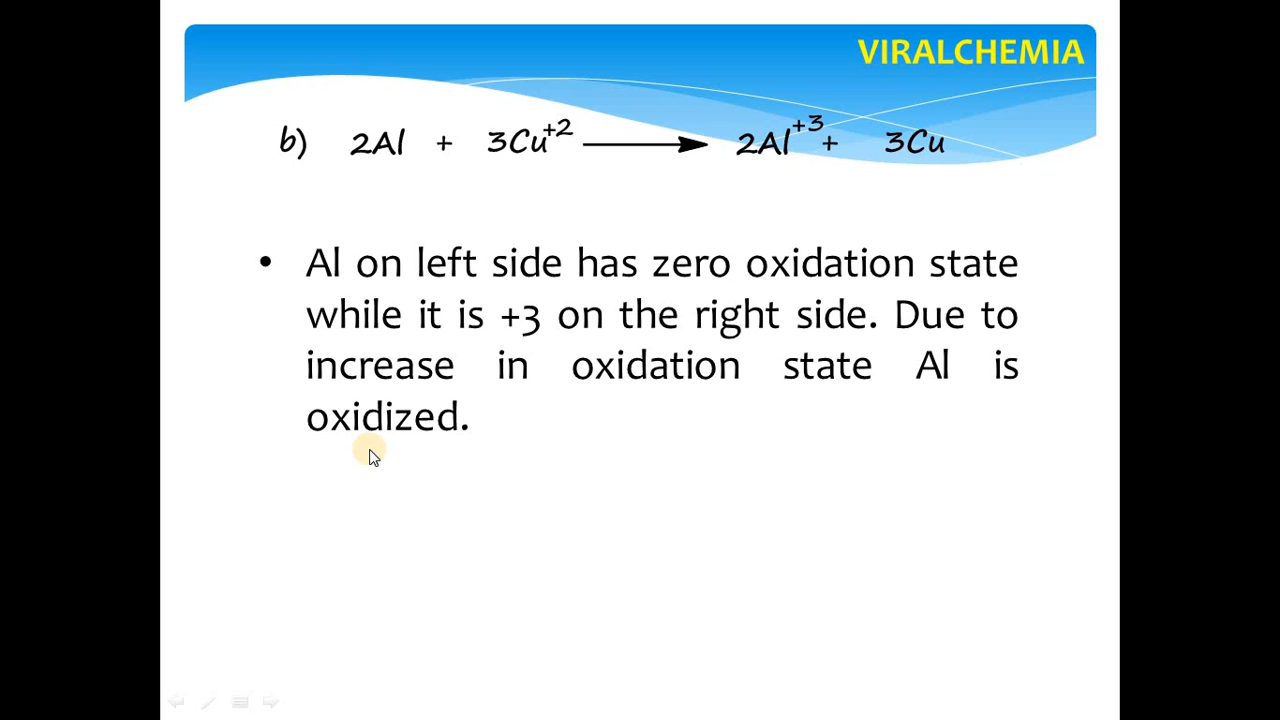 VIRALCHEMIA
b) 2Al + 3Cu+2 ⟶ 2Al+3 + 3Cu
• Al on left side has zero oxidation state
while it is +3 on the right side. Due to
increase in oxidation state Al is
oxidized.